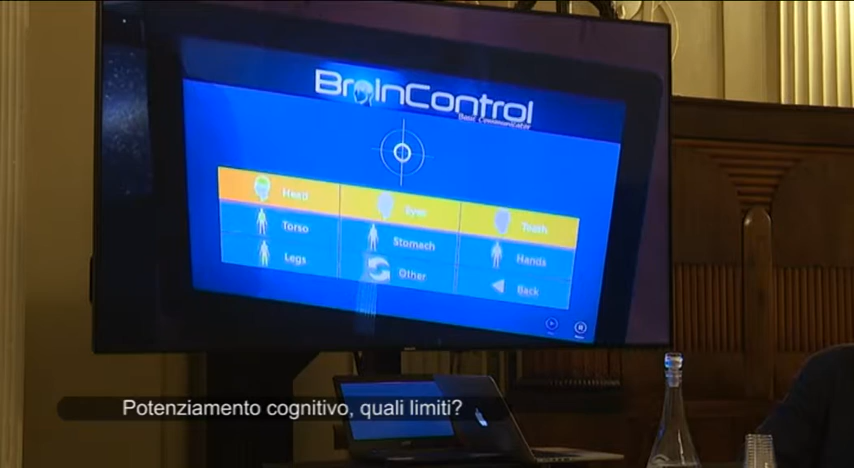 BrainControl
Basic Communicator
Head Eyes Teeth
Torso Stomach Hands
Legs Other Back
Potenziamento cognitivo, quali limiti?